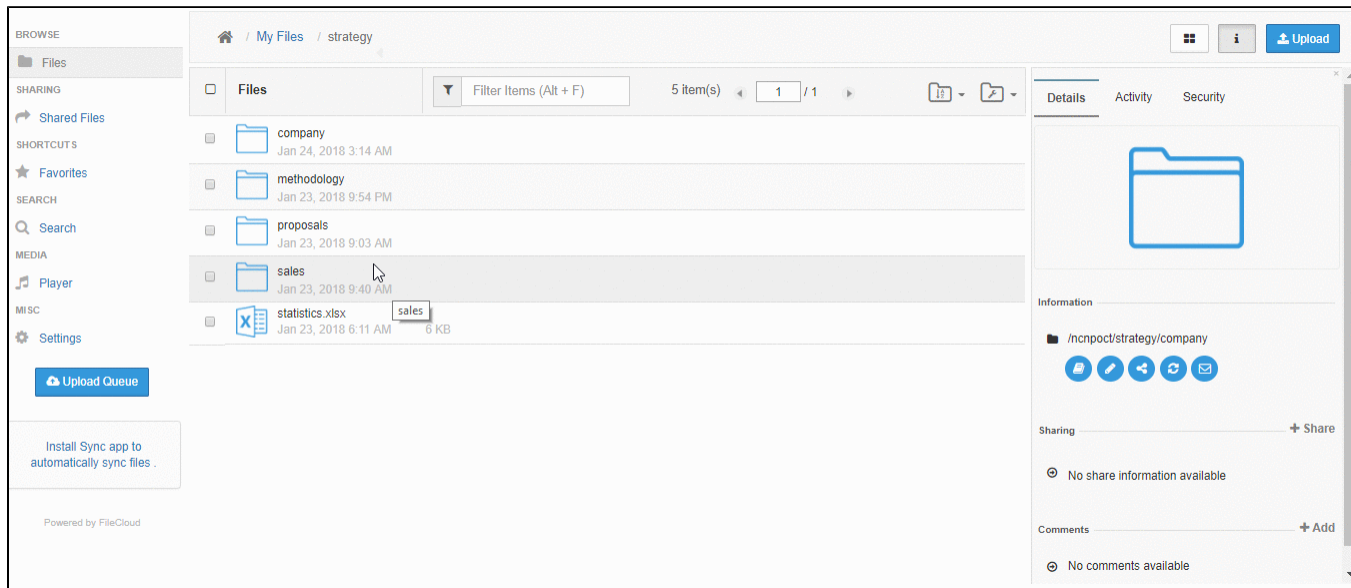 BROWSE
Files
SHARING
Shared Files
SHORTCUTS
Favorites
SEARCH
Search
MEDIA
Player
MISC
Settings
Upload Queue
Install Sync app to
automatically sync files .
Powered by FileCloud
/ My Files / strategy
i
Upload
Files
Filter Items (Alt + F)
5 item(s)
1 / 1
company
Jan 24, 2018 3:14 AM
methodology
Jan 23, 2018 9:54 PM
proposals
Jan 23, 2018 9:03 AM
sales
Jan 23, 2018 9:40 AM
sales
statistics.xlsx
Jan 23, 2018 6:11 AM 6 KB
Details Activity Security
Information
/ncnpoct/strategy/company
Sharing + Share
No share information available
Comments + Add
No comments available